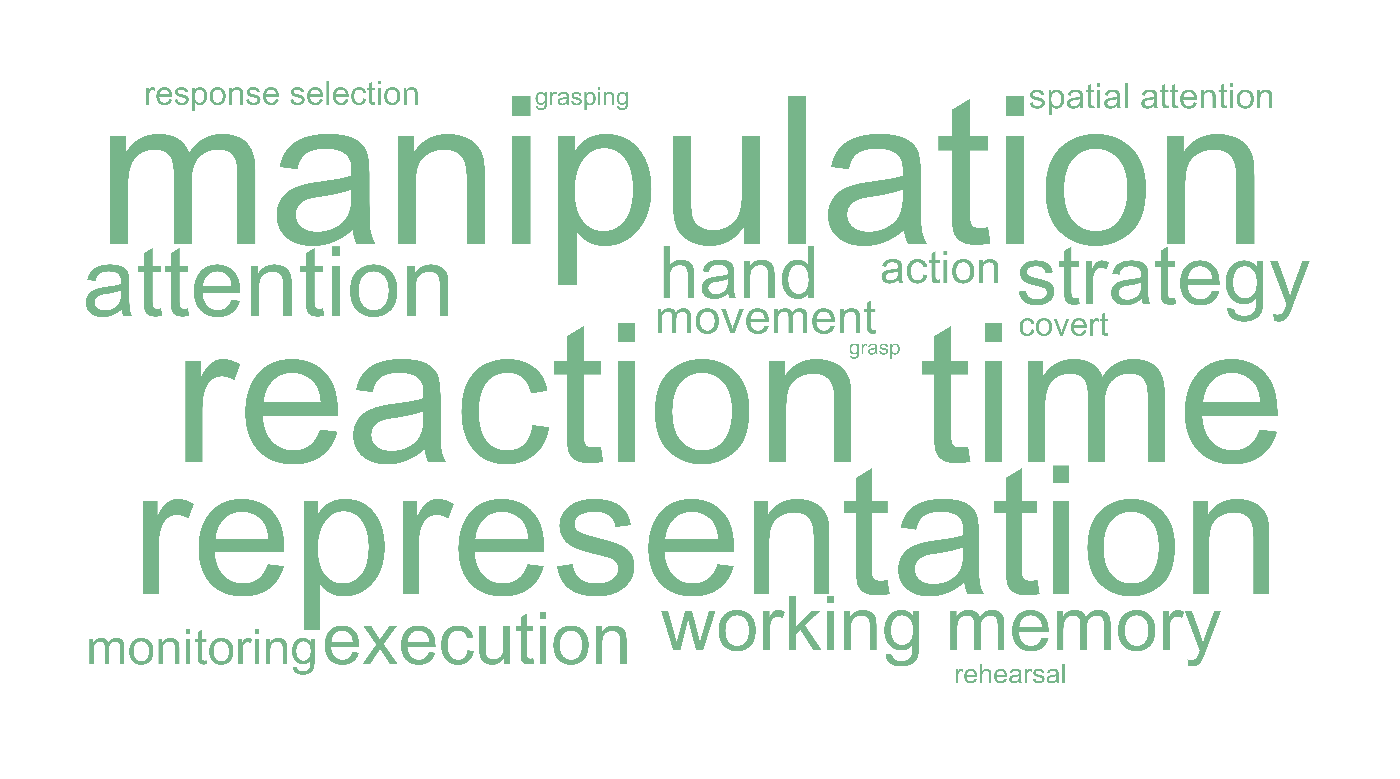 response selection
grasping
spatial attention
manipulation
attention
hand
action
strategy
movement
covert
grasp
reaction time
representation
monitoring
execution
working memory
rehearsal